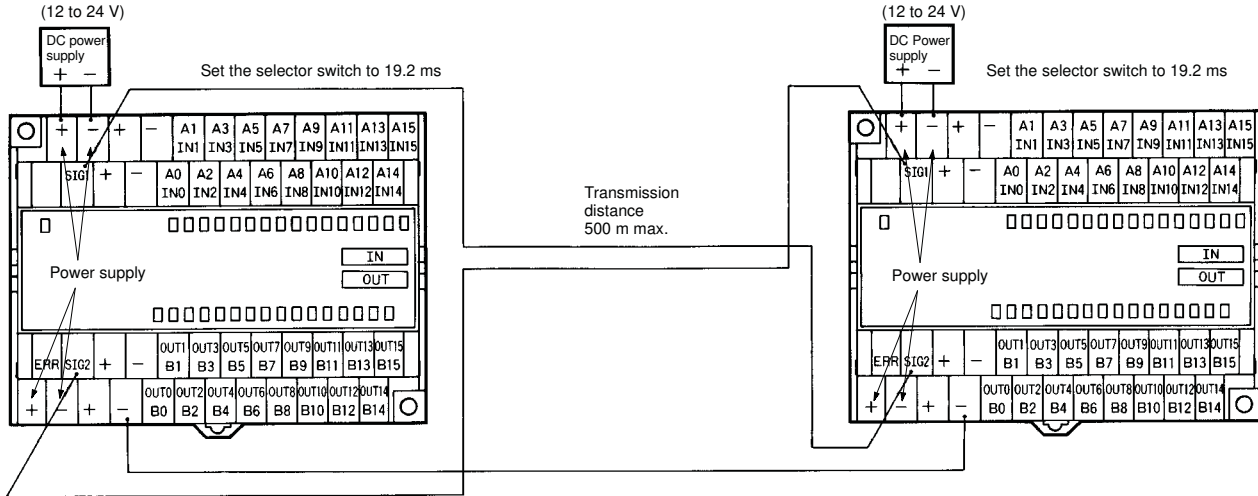 (12 to 24 V)
DC power
supply
+ −
Set the selector switch to 19.2 ms
+ − + − A1 A3 A5 A7 A9 A11 A13 A15
IN1 IN3 IN5 IN7 IN9 IN11 IN13 IN15
SIG1 + − A0 A2 A4 A6 A8 A10 A12 A14
IN0 IN2 IN4 IN6 IN8 IN10 IN12 IN14
IN
Power supply
OUT
OUT1 OUT3 OUT5 OUT7 OUT9 OUT11 OUT13 OUT15
ERR SIG2 + − B1 B3 B5 B7 B9 B11 B13 B15
OUT0 OUT2 OUT4 OUT6 OUT8 OUT10 OUT12 OUT14
+ − + − B0 B2 B4 B6 B8 B10 B12 B14
Transmission
distance
500 m max.
(12 to 24 V)
DC Power
supply
+ −
Set the selector switch to 19.2 ms
+ − + − A1 A3 A5 A7 A9 A11 A13 A15
IN1 IN3 IN5 IN7 IN9 IN11 IN13 IN15
SIG1 + − A0 A2 A4 A6 A8 A10 A12 A14
IN0 IN2 IN4 IN6 IN8 IN10 IN12 IN14
IN
Power supply
OUT
OUT1 OUT3 OUT5 OUT7 OUT9 OUT11 OUT13 OUT15
ERR SIG2 + − B1 B3 B5 B7 B9 B11 B13 B15
OUT0 OUT2 OUT4 OUT6 OUT8 OUT10 OUT12 OUT14
+ − + − B0 B2 B4 B6 B8 B10 B12 B14